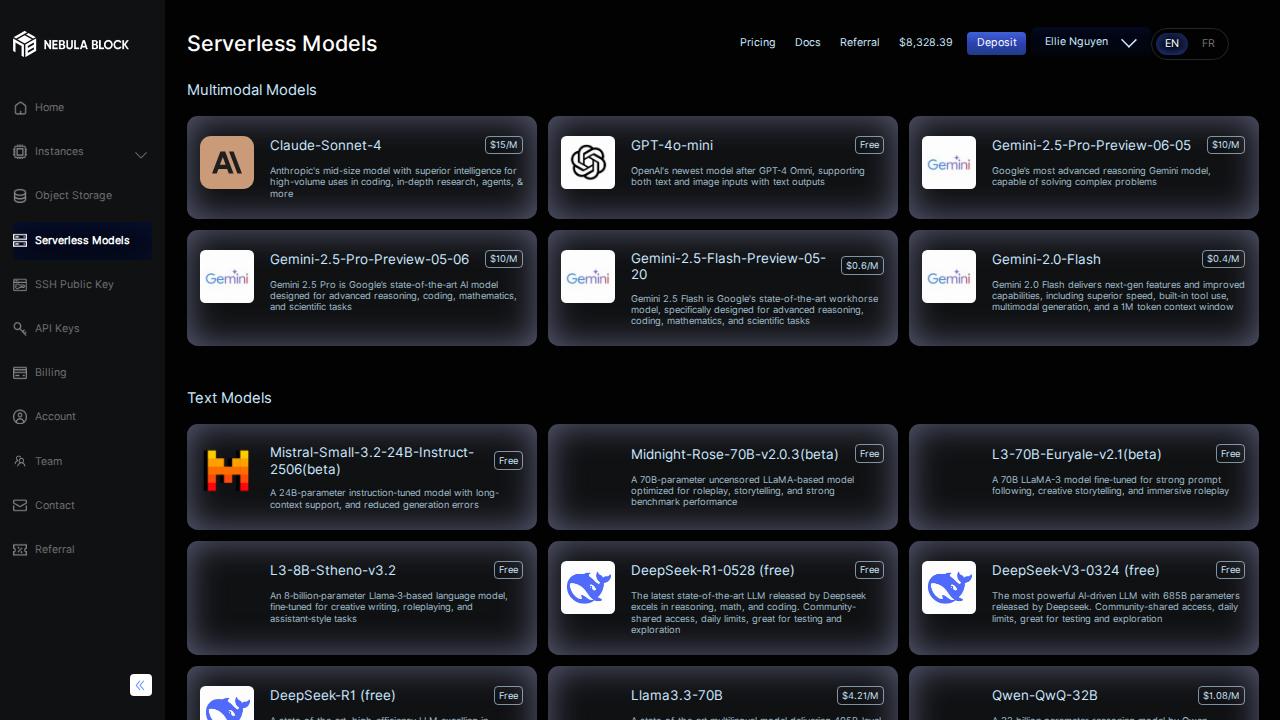 NEBULA BLOCK
Home
Instances
Object Storage
Serverless Models
SSH Public Key
API Keys
Billing
Account
Team
Contact
Referral
Serverless Models
Pricing
Docs
Referral
$8,328.39
Deposit
Ellie Nguyen
EN
FR
Multimodal Models
Claude-Sonnet-4
$15/M
Anthropic's mid-size model with superior intelligence for
high-volume uses in coding, in-depth research, agents, &
more
GPT-4o-mini
Free
OpenAI's newest model after GPT-4 Omni, supporting
both text and image inputs with text outputs
Gemini
Gemini-2.5-Pro-Preview-06-05
$10/M
Google's most advanced reasoning Gemini model,
capable of solving complex problems
Gemini
Gemini-2.5-Pro-Preview-05-06
$10/M
Gemini 2.5 Pro is Google's state-of-the-art AI model
designed for advanced reasoning, coding, mathematics,
and scientific tasks
Gemini
Gemini-2.5-Flash-Preview-05-
20
$0.6/M
Gemini 2.5 Flash is Google's state-of-the-art workhorse
model, specifically designed for advanced reasoning,
coding, mathematics, and scientific tasks
Gemini
Gemini-2.0-Flash
$0.4/M
Gemini 2.0 Flash delivers next-gen features and improved
capabilities, including superior speed, built-in tool use,
multimodal generation, and a 1M token context window
Text Models
Mistral-Small-3.2-24B-Instruct-
2506(beta)
Free
A 24B-parameter instruction-tuned model with long-
context support, and reduced generation errors
Midnight-Rose-70B-v2.0.3(beta)
Free
A 70B-parameter uncensored LLaMA-based model
optimized for roleplay, storytelling, and strong
benchmark performance
L3-70B-Euryale-v2.1(beta)
Free
A 70B LLaMA-3 model fine-tuned for strong prompt
following, creative storytelling, and immersive roleplay
L3-8B-Stheno-v3.2
Free
An 8-billion-parameter Llama-3-based language model,
fine-tuned for creative writing, roleplaying, and
assistant-style tasks
DeepSeek-R1-0528 (free)
Free
The latest state-of-the-art LLM released by Deepseek
excels in reasoning, math, and coding. Community-
shared access, daily limits, great for testing and
exploration
DeepSeek-V3-0324 (free)
Free
The most powerful AI-driven LLM with 685B parameters
released by Deepseek. Community-shared access, daily
limits, great for testing and exploration
DeepSeek-R1 (free)
Free
Llama3.3-70B
$4.21/M
Qwen-QwQ-32B
$1.08/M